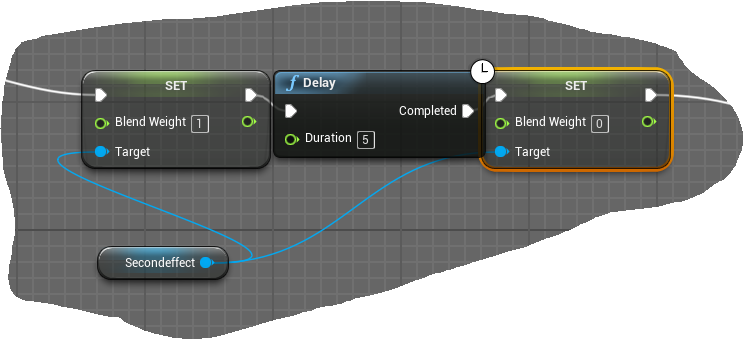 SET
Blend Weight 1
Target
f Delay
Completed
Duration 5
SET
Blend Weight 0
Target
Secondeffect